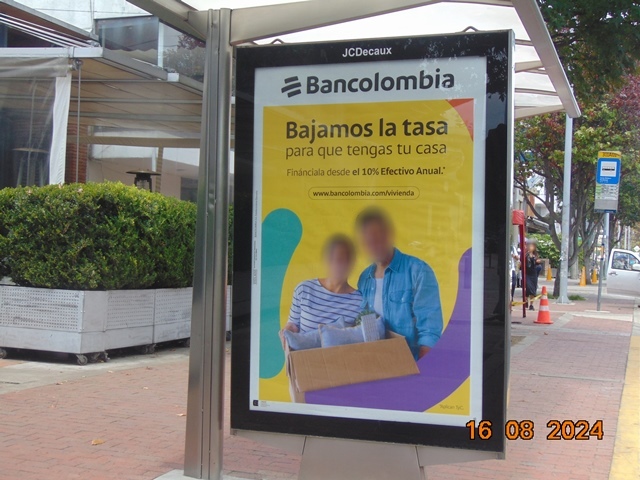 JCDecaux
Bancolombia
Bajamos la tasa
para que tengas tu casa
Fináncíala desde el 10% Efectivo Anual.*
www.bancolombia.com/vivienda
16 08 2024